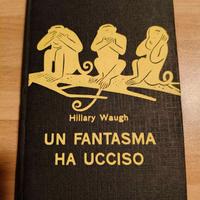 Hillary Waugh
UN FANTASMA
HA UCCISO